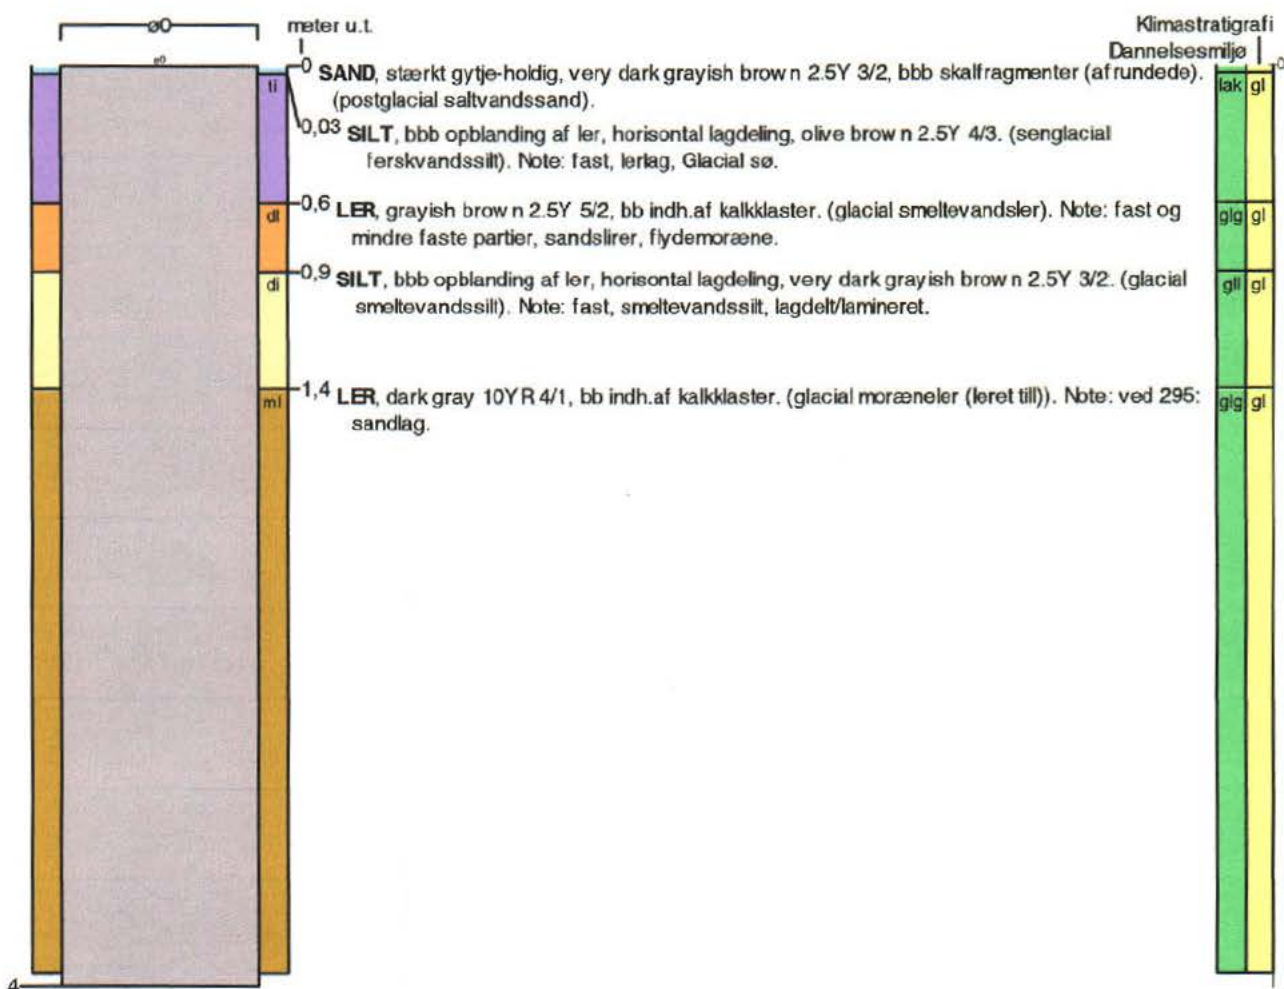 øO meter u.t. Klimastratigrafi
Dannelsesmiljø
ø0 0 SAND, stærkt gytje-holdig, very dark grayish brown 2.5Y 3/2, bbb skalfragmenter (afrundede). 0
ti (postglacial saltvandssand). lak gl
0,03 SILT, bbb opblanding af ler, horisontal lagdeling, olive brown 2.5Y 4/3. (senglacial
ferskvandssilt). Note: fast, lerlag, Glacial sø.
0,6 LER, grayish brown 2.5Y 5/2, bb indh.af kalkklaster. (glacial smeltevandsler). Note: fast og
dl mindre faste partier, sandslirer, flydemoræne. glg gl
0,9 SILT, bbb opblanding af ler, horisontal lagdeling, very dark grayish brown 2.5Y 3/2. (glacial
di smeltevandssilt). Note: fast, smeltevandssilt, lagdelt/lamineret. gll gl
1,4 LER, dark gray 10YR 4/1, bb indh.af kalkklaster. (glacial moræneler (leret till)). Note: ved 295:
ml sandlag. glg gl
4